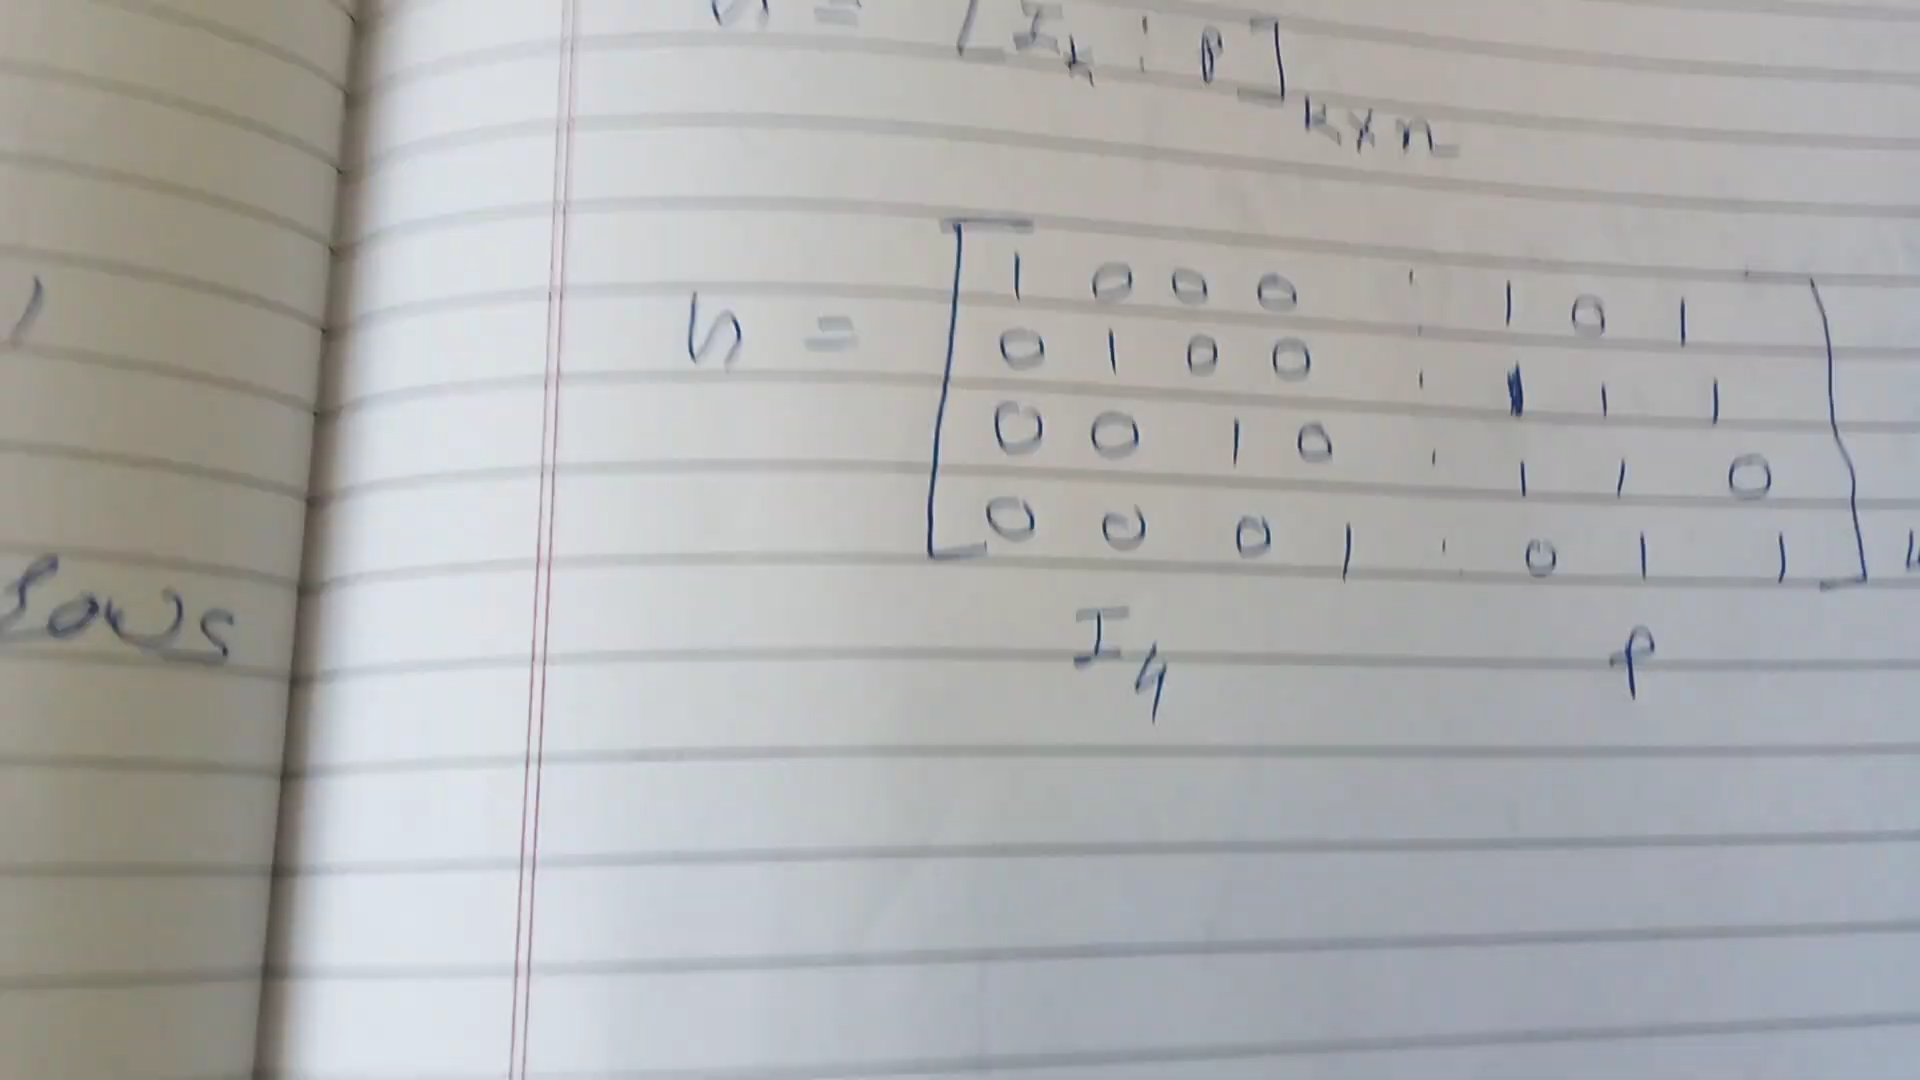 G = [I_k : P]_{k×n}
G = [1 0 0 0 : 1 0 1
0 1 0 0 : 1 1 1
0 0 1 0 : 1 1 0
0 0 0 1 : 0 1 1]
I_4 P